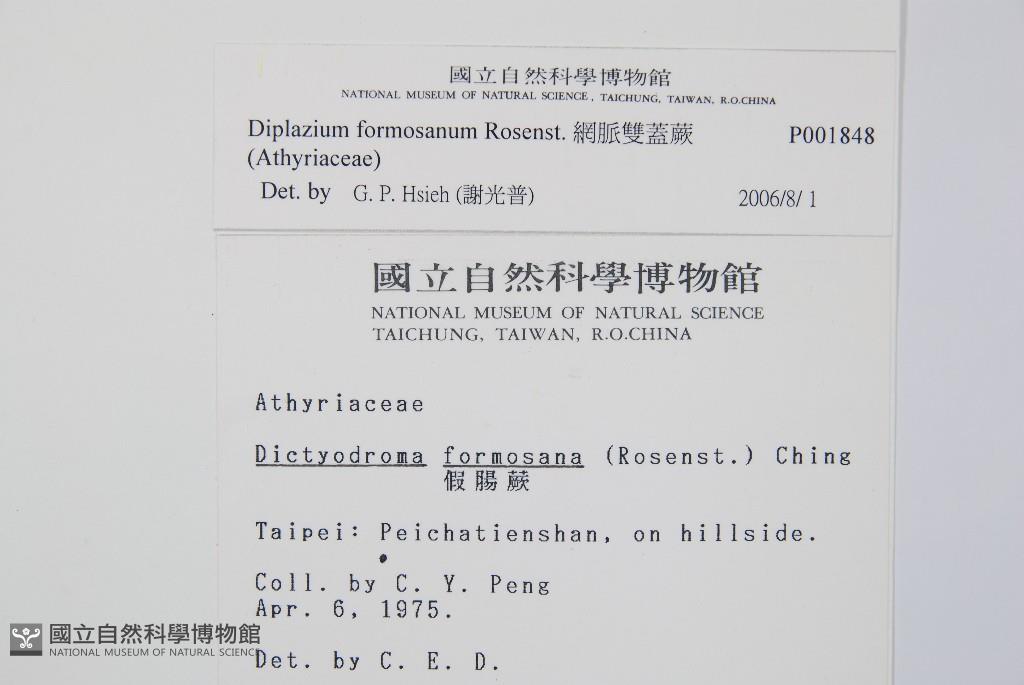 國立自然科學博物館
NATIONAL MUSEUM OF NATURAL SCIENCE, TAICHUNG, TAIWAN, R.O.CHINA
Diplazium formosanum Rosenst. 網脈雙蓋蕨 P001848
(Athyriaceae)
Det. by G. P. Hsieh (謝光普) 2006/8/ 1
國立自然科學博物館
NATIONAL MUSEUM OF NATURAL SCIENCE
TAICHUNG, TAIWAN, R.O.CHINA
Athyriaceae
Dictyodroma formosana (Rosenst.) Ching
假腸蕨
Taipei: Peichatienshan, on hillside.
Coll. by C. Y. Peng
Apr. 6, 1975.
Det. by C. E. D.
國立自然科學博物館
NATIONAL MUSEUM OF NATURAL SCIENCE